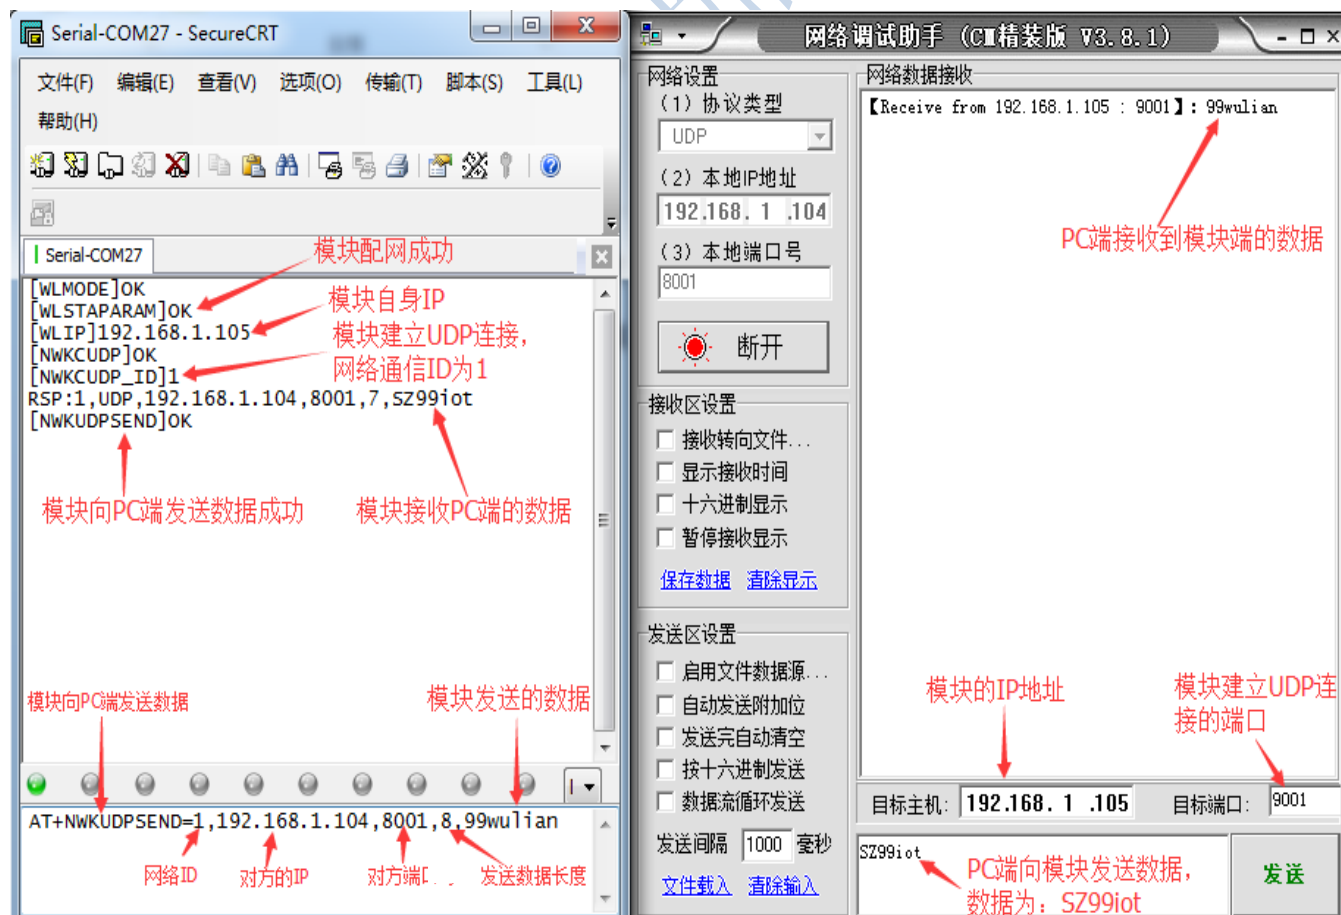 Serial-COM27 - SecureCRT
文件(F) 编辑(E) 查看(V) 选项(O) 传输(T) 脚本(S) 工具(L)
帮助(H)
Serial-COM27
模块配网成功
[WLMODE]OK
[WLSTAPARAM]OK
模块自身IP
[WLIP]192.168.1.105
模块建立UDP连接，
[NWKCUDP]OK
网络通信ID为1
[NWKCUDP_ID]1
RSP:1,UDP,192.168.1.104,8001,7,SZ99iot
[NWKUDPSEND]OK
模块向PC端发送数据成功
模块接收PC端的数据
模块向PC端发送数据
模块发送的数据
AT+NWKUDPSEND=1,192.168.1.104,8001,8,99wulian
网络ID
对方的IP
对方端
发送数据长度
网络调试助手 (CM精装版 V3.8.1)
网络设置
(1) 协议类型
UDP
(2) 本地IP地址
192.168. 1 .104
(3) 本地端口号
8001
断开
接收区设置
接收转向文件...
显示接收时间
十六进制显示
暂停接收显示
保存数据 清除显示
发送区设置
启用文件数据源...
自动发送附加位
发送完自动清空
按十六进制发送
数据流循环发送
发送间隔 1000 毫秒
文件载入 清除输入
网络数据接收
【Receive from 192.168.1.105 : 9001】: 99wulian
PC端接收到模块端的数据
模块的IP地址
模块建立UDP连
接的端口
目标主机: 192.168. 1 .105 目标端口: 9001
SZ99iot
PC端向模块发送数据，
数据为：SZ99iot
发送